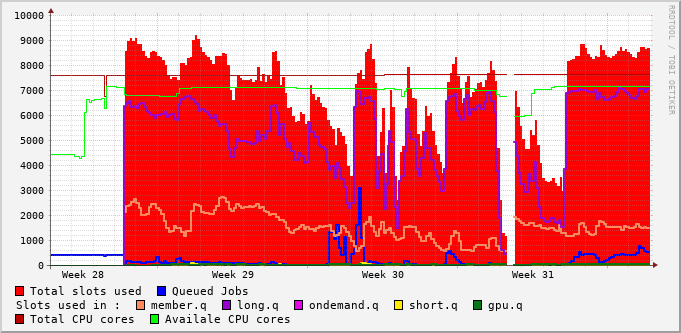 10000
9000
8000
7000
6000
5000
4000
3000
2000
1000
0
Week 28 Week 29 Week 30 Week 31
Total slots used Queued Jobs
Slots used in : member.q long.q ondemand.q short.q gpu.q
Total CPU cores Availale CPU cores
RRDTOOL / TOBI OETIKER